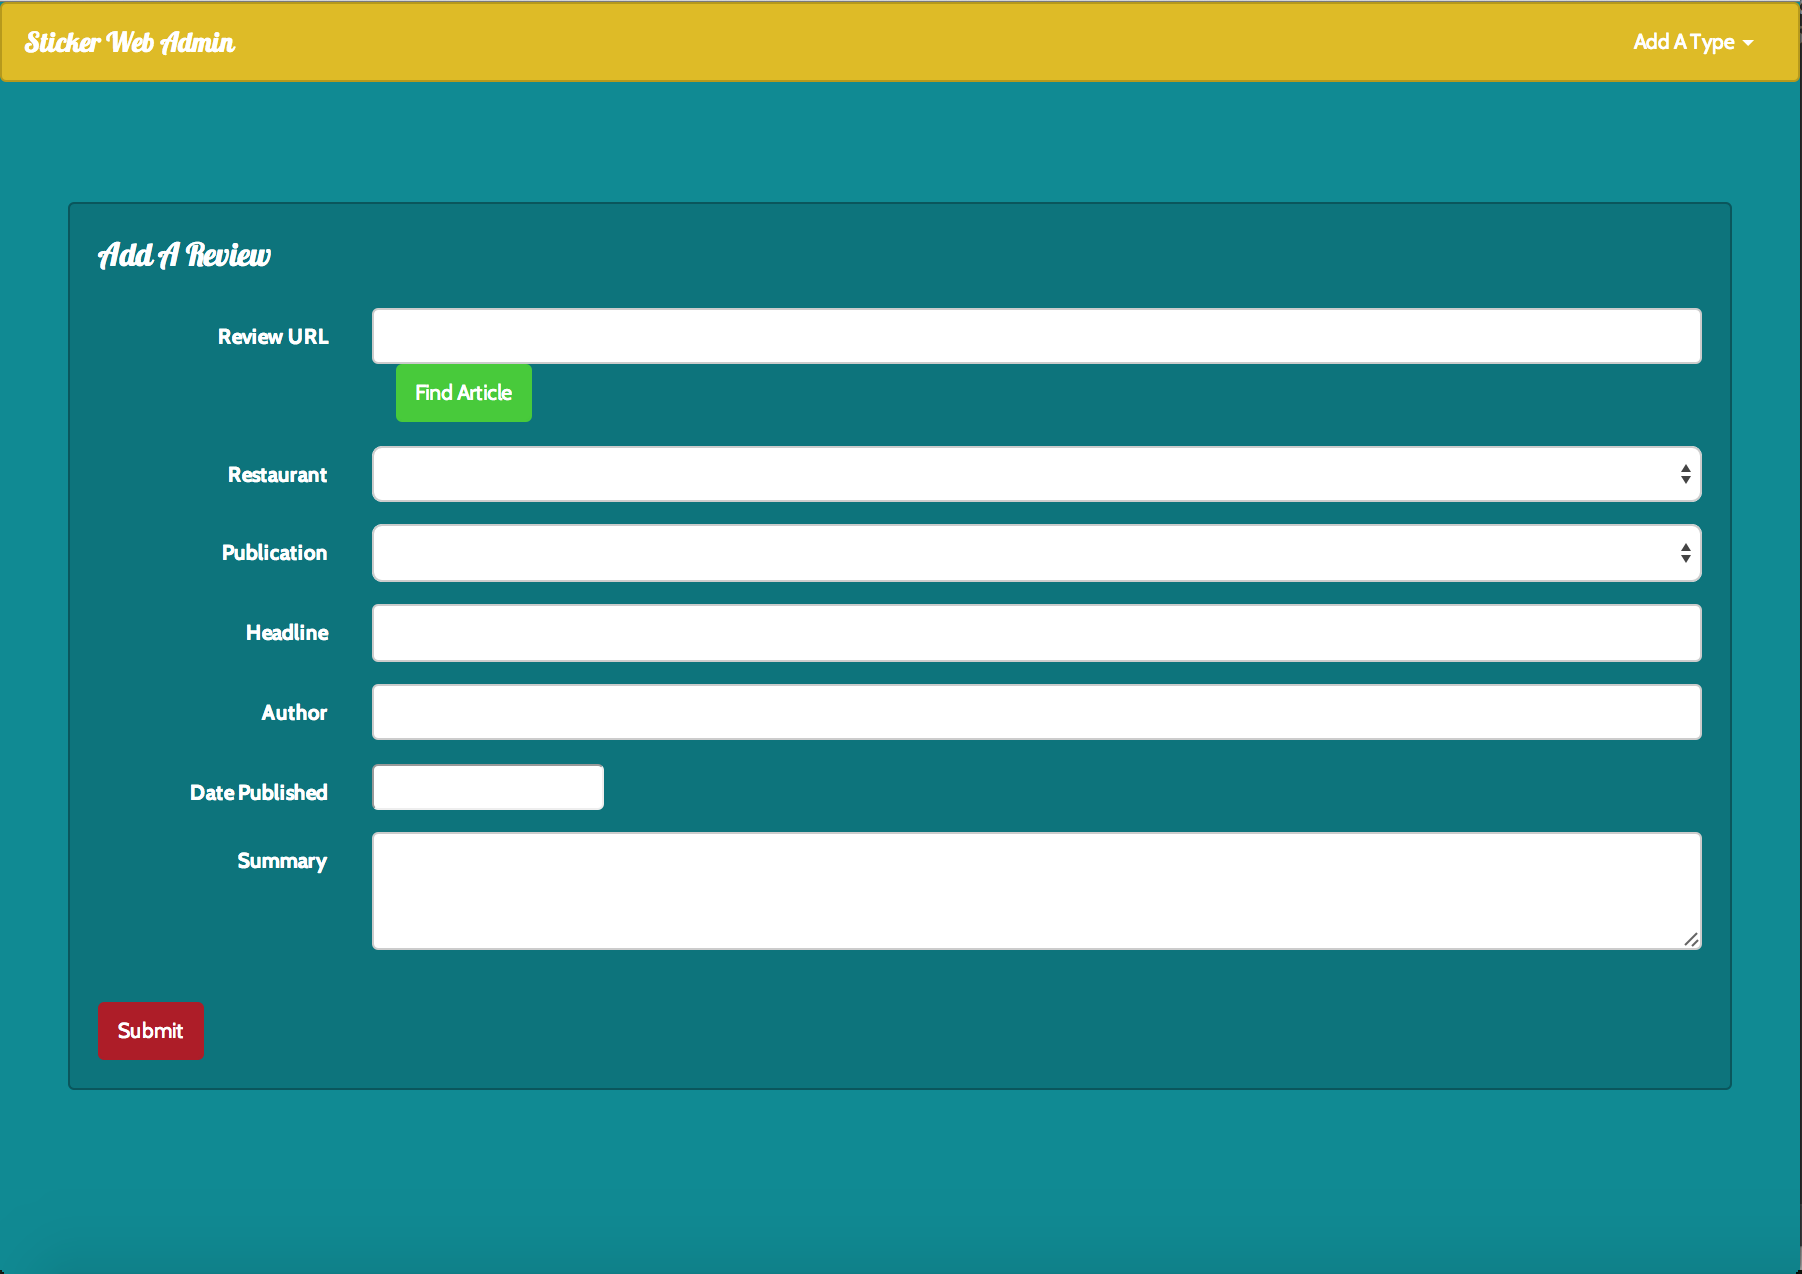 Sticker Web Admin
Add A Type
Add A Review
Review URL
Find Article
Restaurant
Publication
Headline
Author
Date Published
Summary
Submit